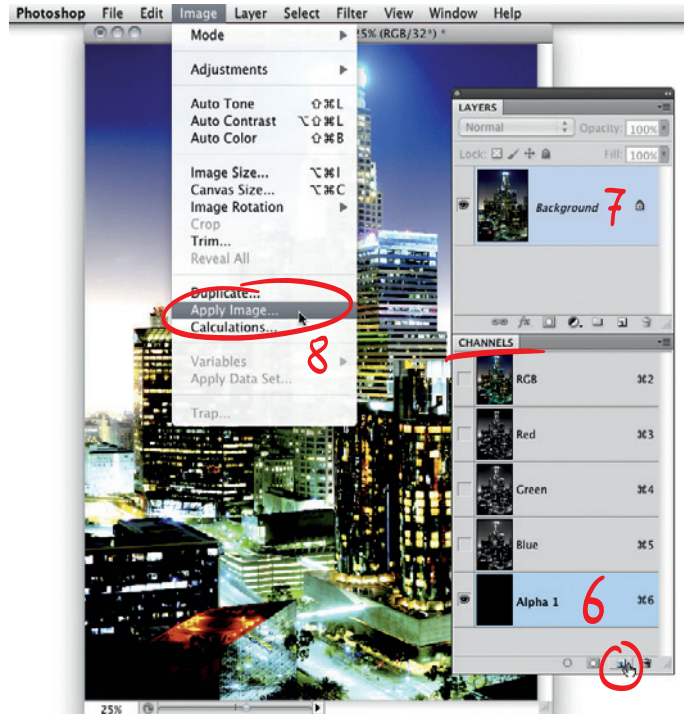 Photoshop File Edit Image Layer Select Filter View Window Help
25% (RGB/32*) *
Mode
Adjustments
Auto Tone ⇧⌘L
Auto Contrast ⌥⇧⌘L
Auto Color ⇧⌘B
Image Size... ⌥⌘I
Canvas Size... ⌥⌘C
Image Rotation
Crop
Trim...
Reveal All
Duplicate...
Apply Image...
Calculations...
8
Variables
Apply Data Set...
Trap...
LAYERS
Normal Opacity: 100%
Lock: Fill: 100%
Background 7
fx
CHANNELS
RGB ⌘2
Red ⌘3
Green ⌘4
Blue ⌘5
Alpha 1 6 ⌘6
25%